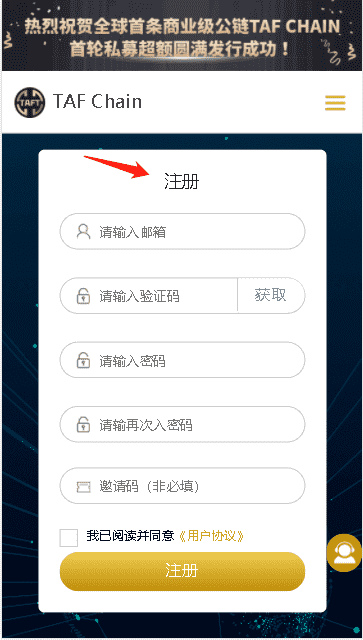 热烈祝贺全球首条商业级公链TAF CHAIN
首轮私募超额圆满发行成功！
TAFT
TAF Chain
注册
请输入邮箱
请输入验证码
获取
请输入密码
请输再次入密码
邀请码（非必填）
我已阅读并同意《用户协议》
注册